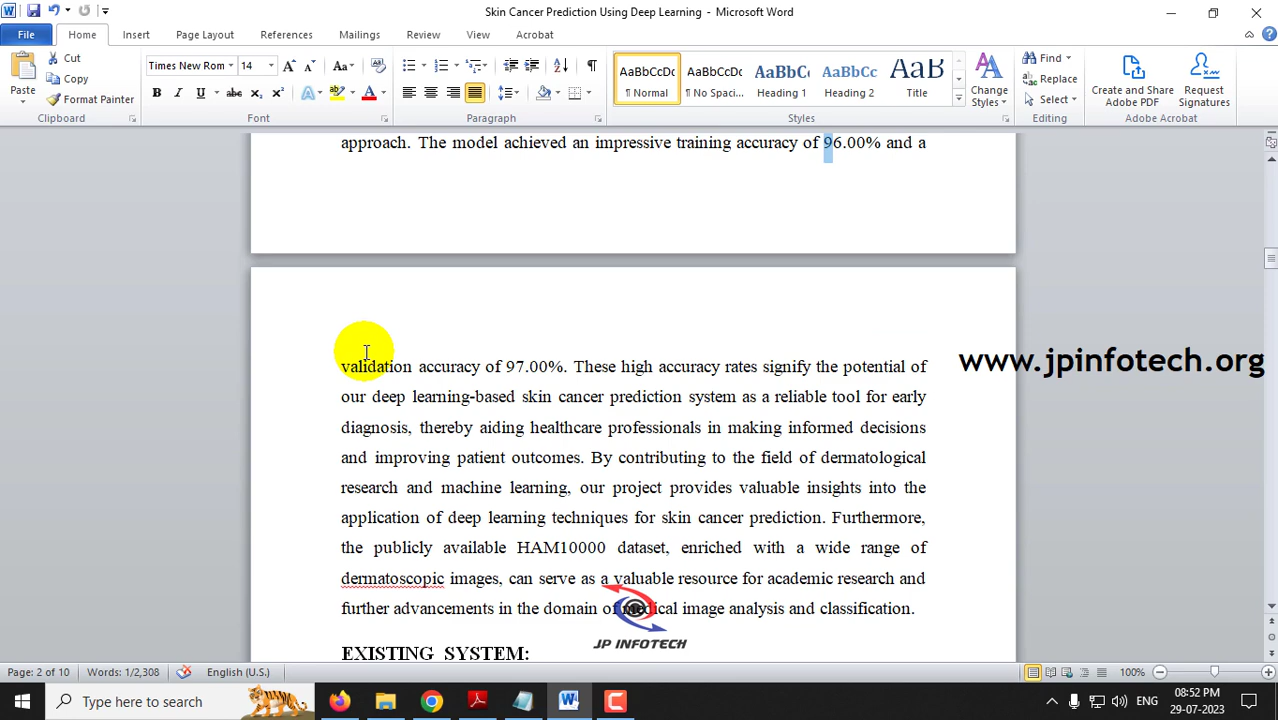 Skin Cancer Prediction Using Deep Learning - Microsoft Word
File Home Insert Page Layout References Mailings Review View Acrobat
Paste
Cut
Copy
Format Painter
Clipboard
Times New Rom 14
Aa
B I U abc x₂ x² A A
Font
Paragraph
AaBbCcDc AaBbCcDc AaBbCc AaBbCc AaB
¶ Normal ¶ No Spaci... Heading 1 Heading 2 Title
Change Styles
Styles
Find
Replace
Select
Editing
Create and Share Adobe PDF
Request Signatures
Adobe Acrobat
approach. The model achieved an impressive training accuracy of 96.00% and a
validation accuracy of 97.00%. These high accuracy rates signify the potential of
our deep learning-based skin cancer prediction system as a reliable tool for early
diagnosis, thereby aiding healthcare professionals in making informed decisions
and improving patient outcomes. By contributing to the field of dermatological
research and machine learning, our project provides valuable insights into the
application of deep learning techniques for skin cancer prediction. Furthermore,
the publicly available HAM10000 dataset, enriched with a wide range of
dermatoscopic images, can serve as a valuable resource for academic research and
further advancements in the domain of medical image analysis and classification.
EXISTING SYSTEM:
www.jpinfotech.org
JP INFOTECH
Page: 2 of 10 Words: 1/2,308 English (U.S.) 100%
Type here to search
ENG
08:52 PM
29-07-2023